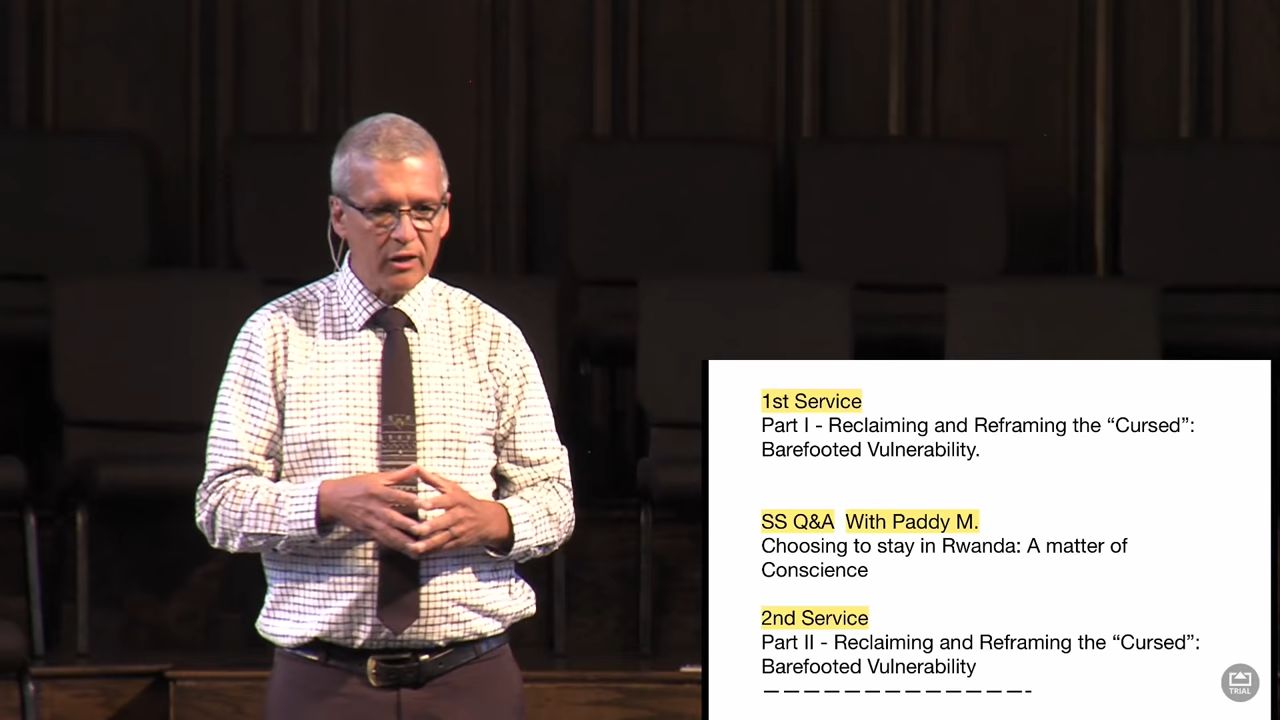 1st Service
Part I - Reclaiming and Reframing the “Cursed”:
Barefooted Vulnerability.
SS Q&A With Paddy M.
Choosing to stay in Rwanda: A matter of
Conscience
2nd Service
Part II - Reclaiming and Reframing the “Cursed”:
Barefooted Vulnerability
— — — — — — — — — — — — — -
TRIAL